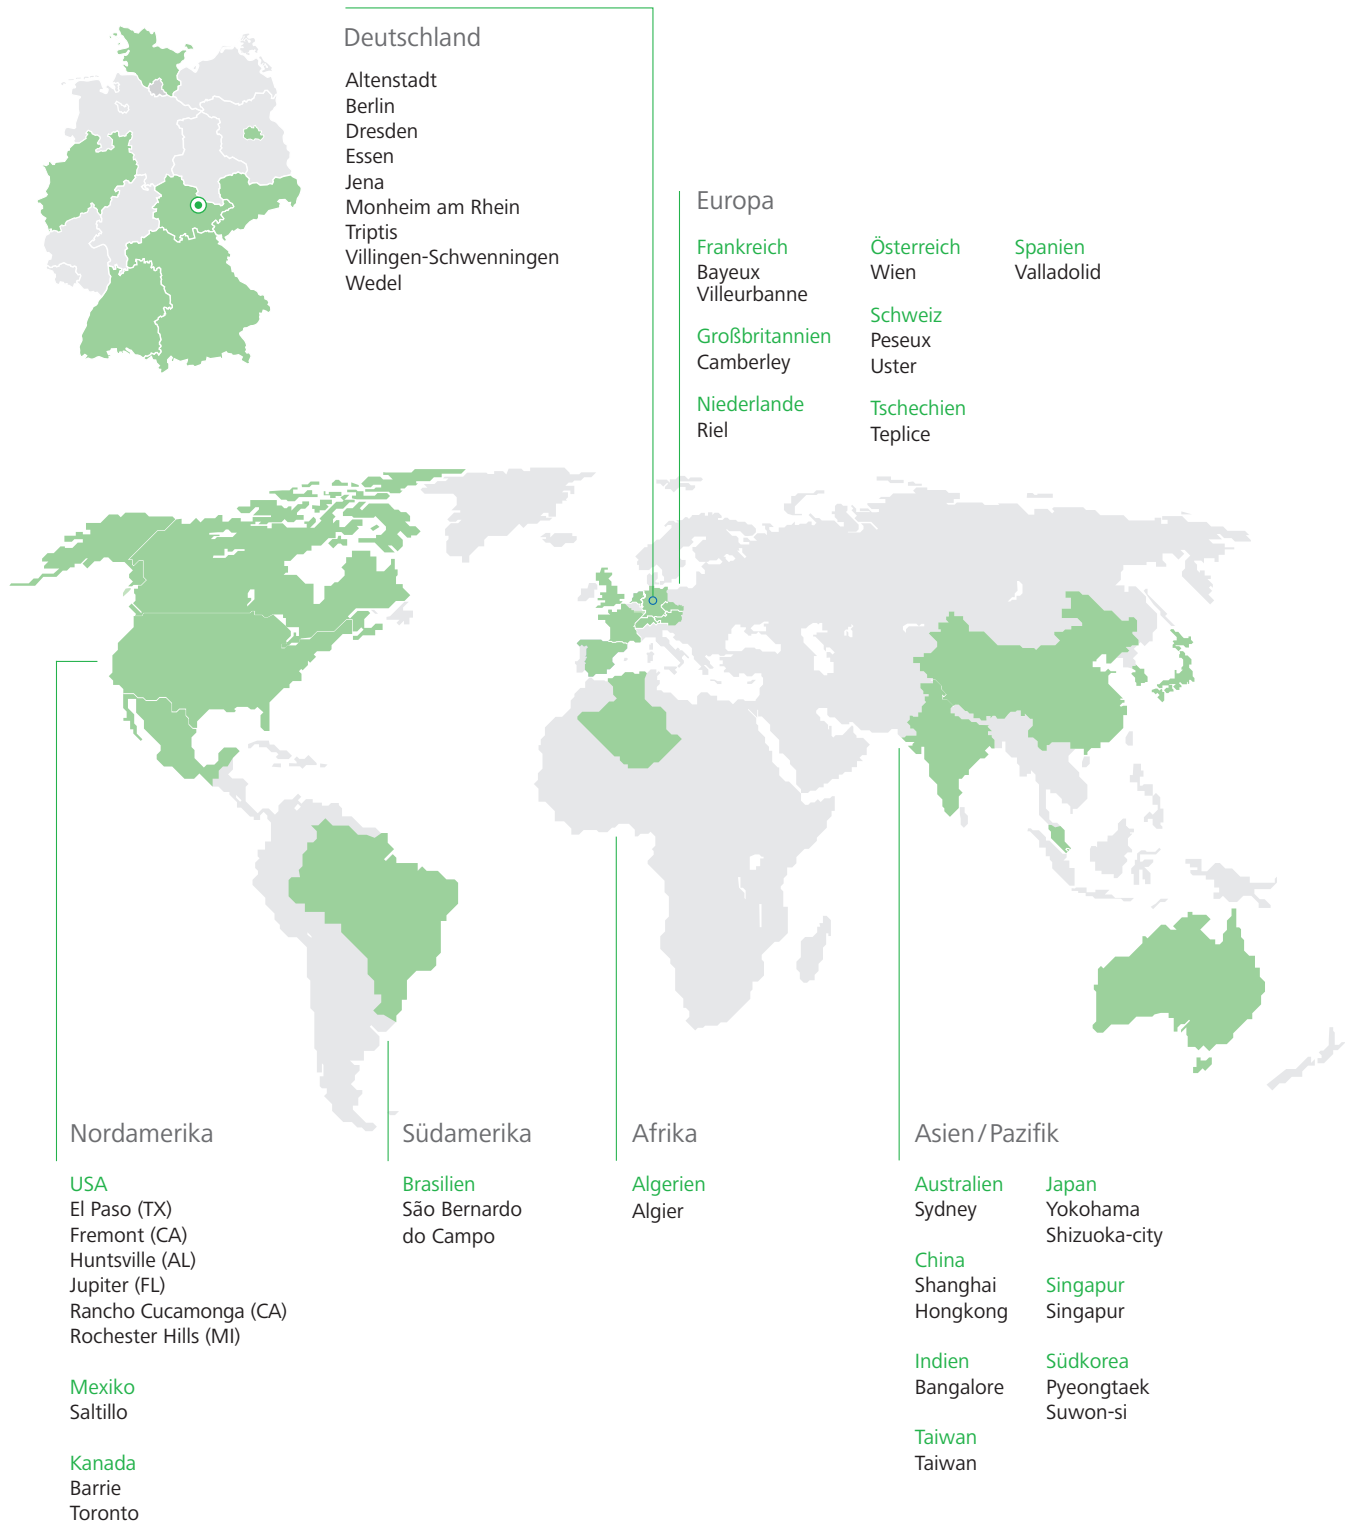 Deutschland
Altenstadt
Berlin
Dresden
Essen
Jena
Monheim am Rhein
Triptis
Villingen-Schwenningen
Wedel
Europa
Frankreich
Bayeux
Villeurbanne
Großbritannien
Camberley
Niederlande
Riel
Österreich
Wien
Schweiz
Peseux
Uster
Tschechien
Teplice
Spanien
Valladolid
Nordamerika
USA
El Paso (TX)
Fremont (CA)
Huntsville (AL)
Jupiter (FL)
Rancho Cucamonga (CA)
Rochester Hills (MI)
Mexiko
Saltillo
Kanada
Barrie
Toronto
Südamerika
Brasilien
São Bernardo
do Campo
Afrika
Algerien
Algier
Asien/Pazifik
Australien
Sydney
China
Shanghai
Hongkong
Indien
Bangalore
Taiwan
Taiwan
Japan
Yokohama
Shizuoka-city
Singapur
Singapur
Südkorea
Pyeongtaek
Suwon-si